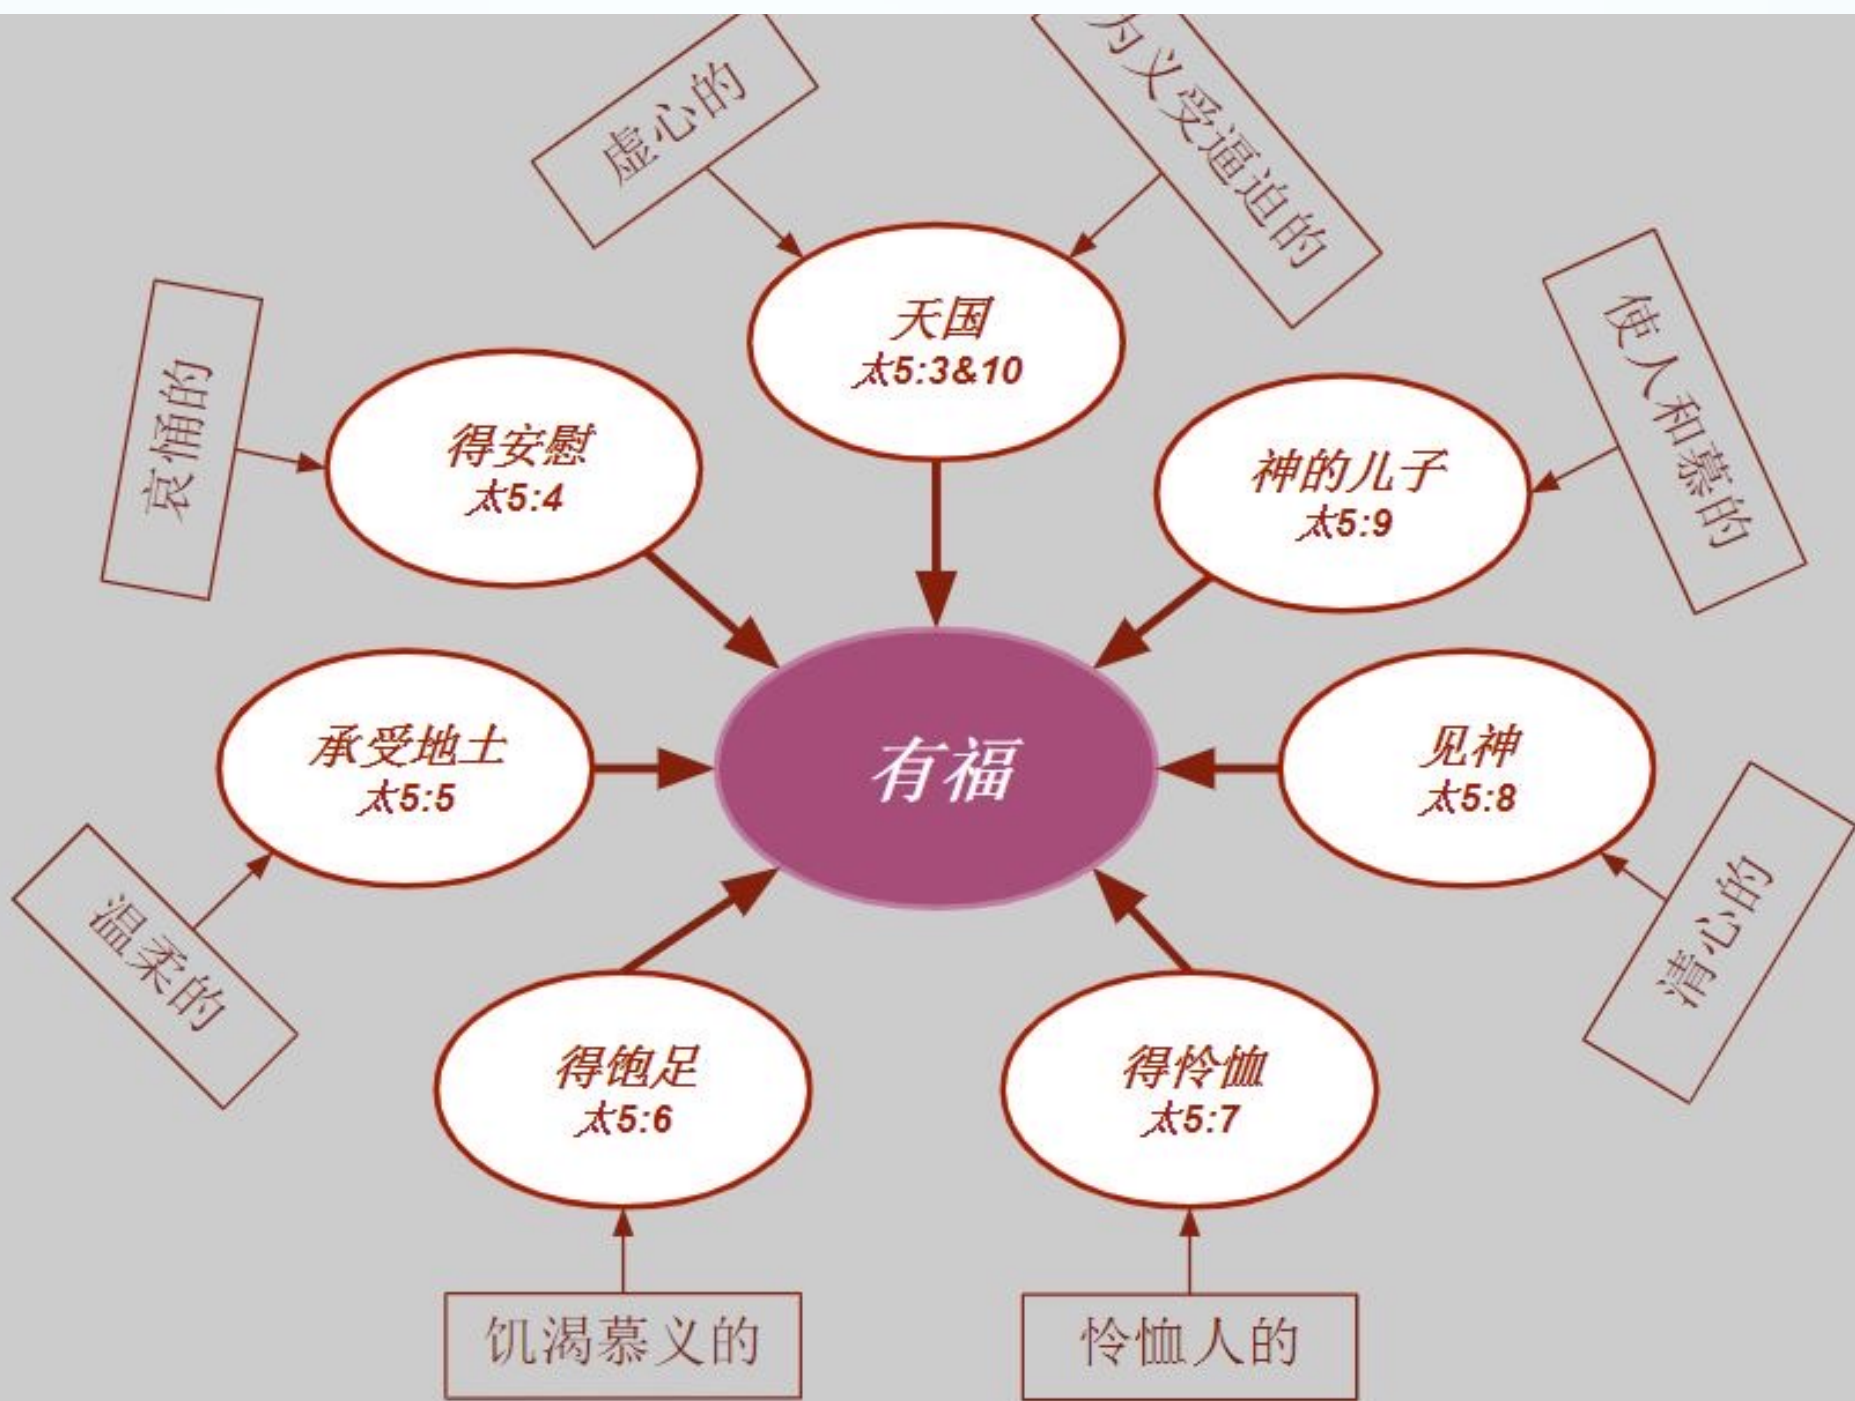 虚心的
为义受逼迫的
天国
太5:3&10
使人和慕的
哀恸的
得安慰
太5:4
神的儿子
太5:9
承受地土
太5:5
有福
见神
太5:8
温柔的
清心的
得饱足
太5:6
得怜恤
太5:7
饥渴慕义的
怜恤人的